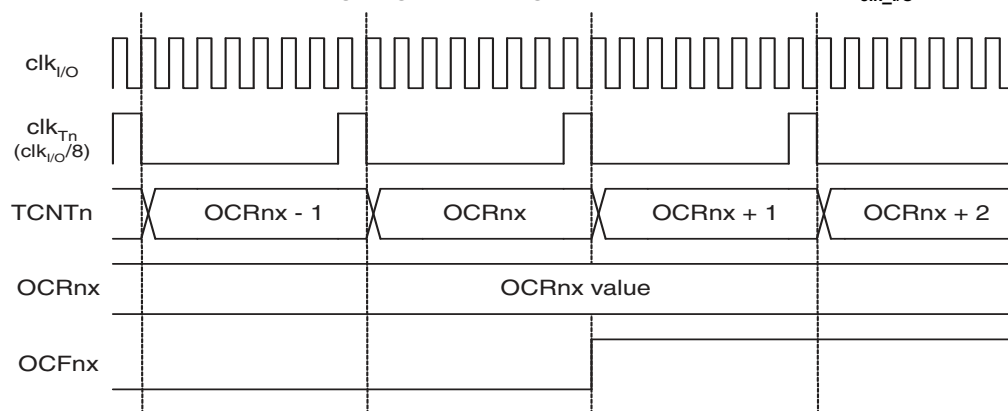 clkI/O
clkTn
(clkI/O/8)
TCNTn OCRnx - 1 OCRnx OCRnx + 1 OCRnx + 2
OCRnx OCRnx value
OCFnx